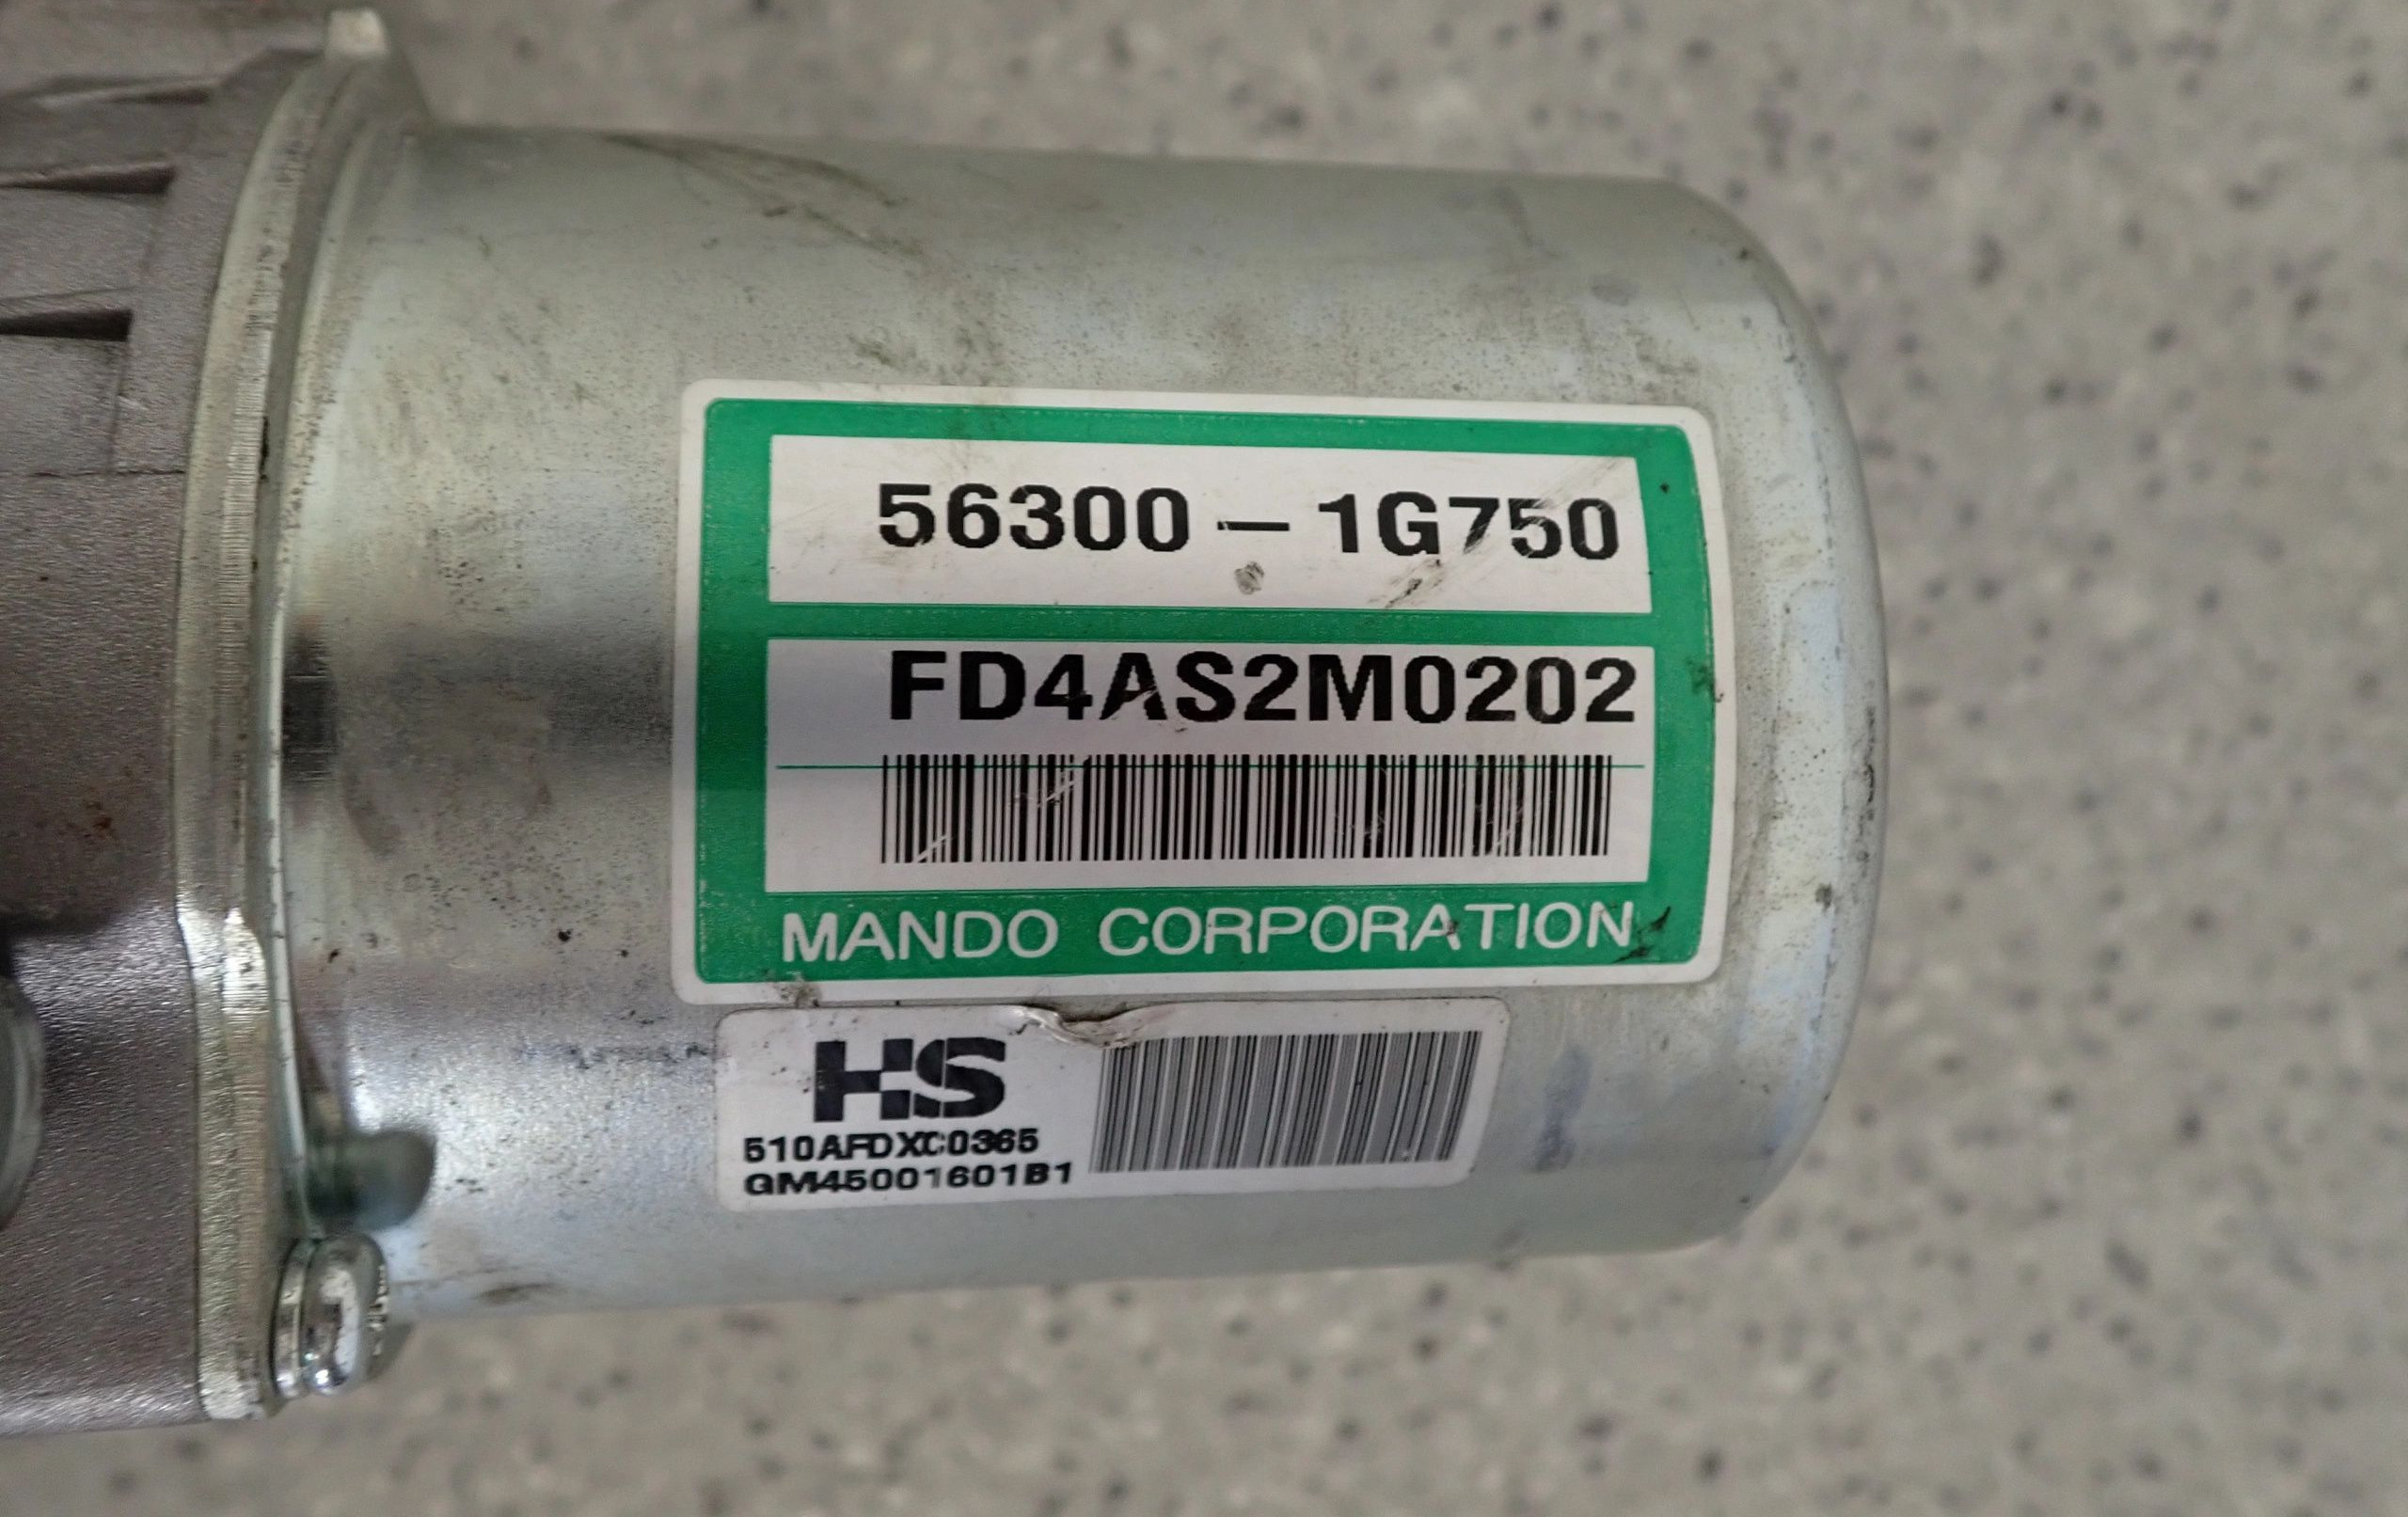 56300 - 1G750
FD4AS2M0202
MANDO CORPORATION
HS
510AFDXC0365
GM45001601B1